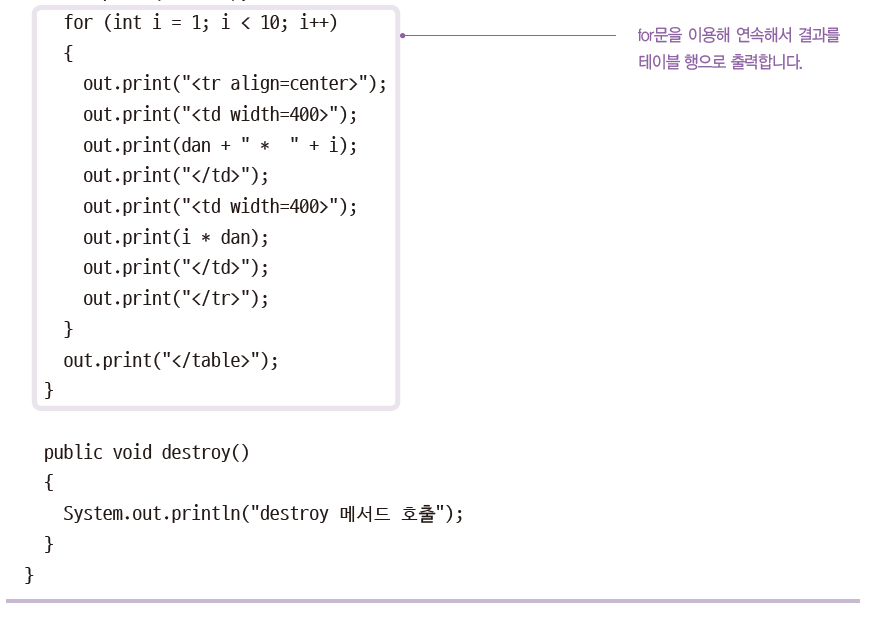 for (int i = 1; i < 10; i++)
for문을 이용해 연속해서 결과를
테이블 행으로 출력합니다.
{
out.print("<tr align=center>");
out.print("<td width=400>");
out.print(dan + " *  " + i);
out.print("</td>");
out.print("<td width=400>");
out.print(i * dan);
out.print("</td>");
out.print("</tr>");
}
out.print("</table>");
}
public void destroy()
{
System.out.println("destroy 메서드 호출");
}
}